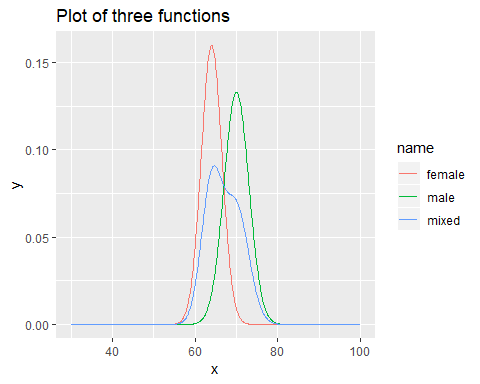 Plot of three functions
0.15
0.10
0.05
0.00
y
40
60
80
100
x
name
female
male
mixed